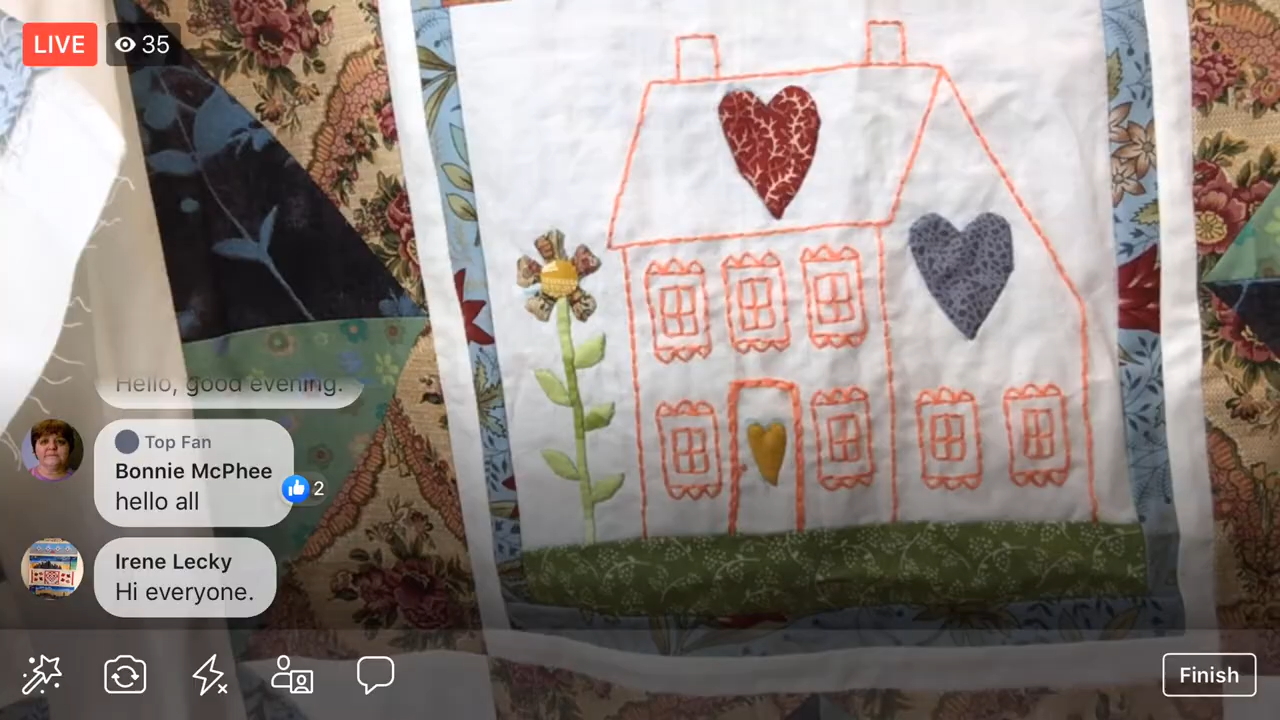 LIVE
35
Hello, good evening.
Top Fan
Bonnie McPhee
hello all
2
Irene Lecky
Hi everyone.
Finish